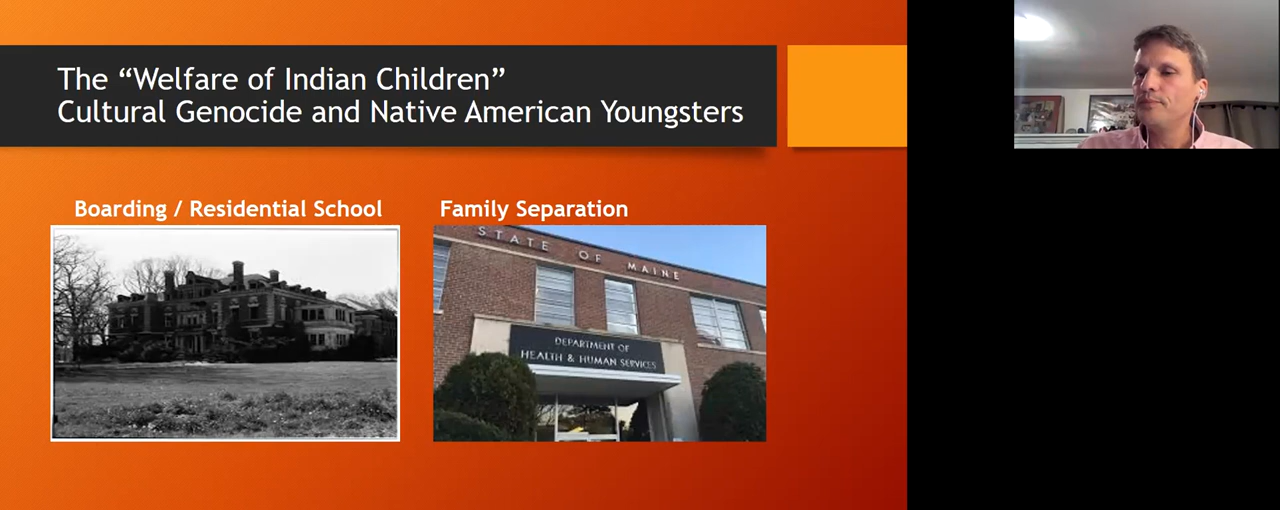 The “Welfare of Indian Children”
Cultural Genocide and Native American Youngsters
Boarding / Residential School
Family Separation
STATE OF MAINE
DEPARTMENT OF
HEALTH & HUMAN SERVICES